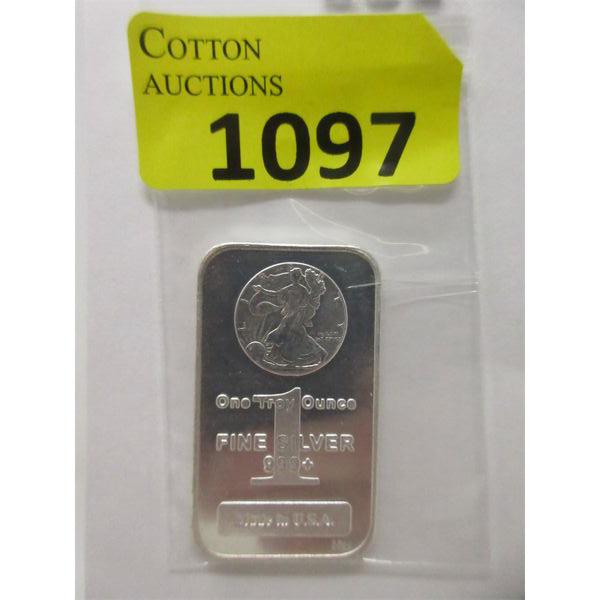 COTTON
AUCTIONS
1097
One Troy Ounce
1
FINE SILVER
999+
Made in U.S.A.